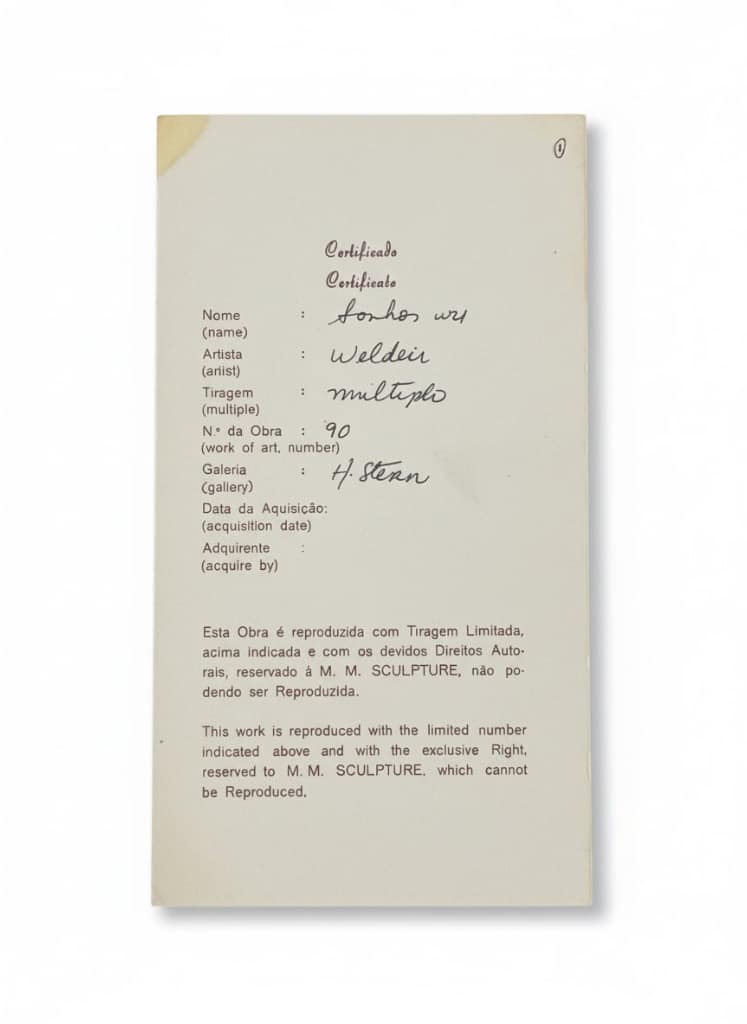 1
Certificado
Certificate
Nome : Sonhos
(name)
Artista : Weldeir
(artist)
Tiragem : multiplo
(multiple)
N.º da Obra : 90
(work of art, number)
Galeria : H. Stern
(gallery)
Data da Aquisição:
(acquisition date)
Adquirente :
(acquire by)
Esta Obra é reproduzida com Tiragem Limitada,
acima indicada e com os devidos Direitos Auto-
rais, reservado á M. M. SCULPTURE, não po-
dendo ser Reproduzida.
This work is reproduced with the limited number
indicated above and with the exclusive Right,
reserved to M. M. SCULPTURE, which cannot
be Reproduced.